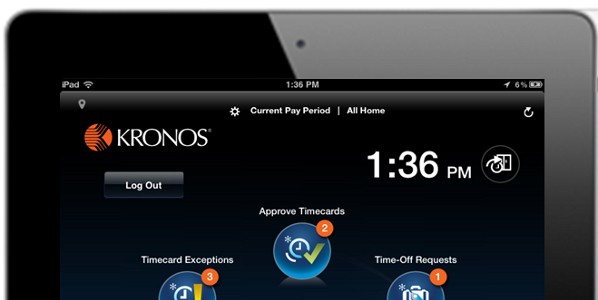 iPad 1:36 PM 6%
Current Pay Period | All Home
KRONOS®
1:36 PM
Log Out
Approve Timecards
2
Timecard Exceptions
Time-Off Requests
3
1